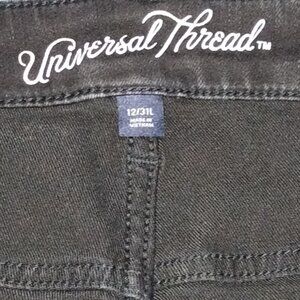 Universal Thread™
12/31L
MADE IN
VIETNAM